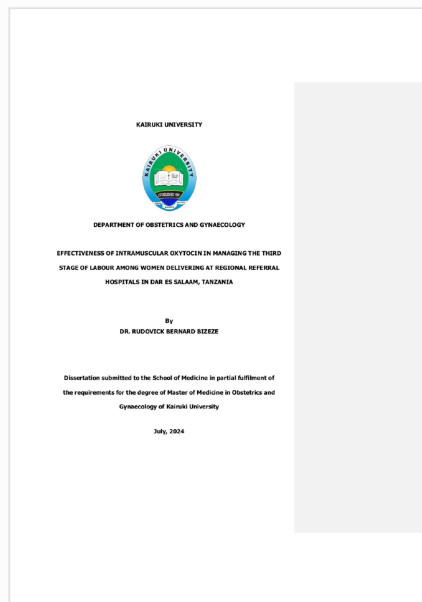 KAIRUKI UNIVERSITY
KAIRUKI UNIVERSITY
DEPARTMENT OF OBSTETRICS AND GYNAECOLOGY
EFFECTIVENESS OF INTRAMUSCULAR OXYTOCIN IN MANAGING THE THIRD
STAGE OF LABOUR AMONG WOMEN DELIVERING AT REGIONAL REFERRAL
HOSPITALS IN DAR ES SALAAM, TANZANIA
By
DR. RUDOVICK BERNARD BIZEZE
Dissertation submitted to the School of Medicine in partial fulfilment of
the requirements for the degree of Master of Medicine in Obstetrics and
Gynaecology of Kairuki University
July, 2024